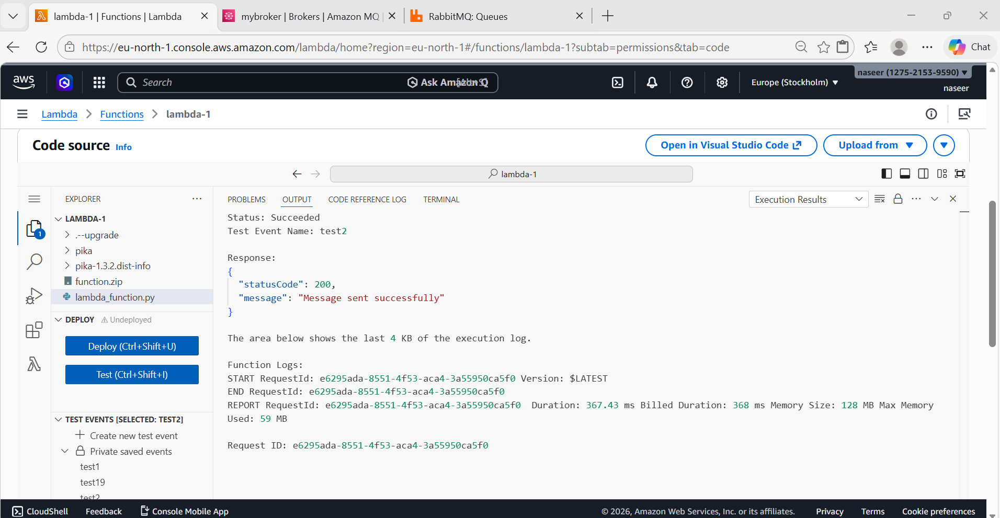 lambda-1 | Functions | Lambda
mybroker | Brokers | Amazon MQ
RabbitMQ: Queues
https://eu-north-1.console.aws.amazon.com/lambda/home?region=eu-north-1#/functions/lambda-1?subtab=permissions&tab=code
Chat
aws
Search
Ask Amazon Q
Europe (Stockholm)
naseer (1275-2153-9590)
naseer
Lambda
Functions
lambda-1
Code source
Info
Open in Visual Studio Code
Upload from
lambda-1
EXPLORER
LAMBDA-1
.--upgrade
pika
pika-1.3.2.dist-info
function.zip
lambda_function.py
1
DEPLOY
Undeployed
Deploy (Ctrl+Shift+U)
Test (Ctrl+Shift+I)
TEST EVENTS [SELECTED: TEST2]
Create new test event
Private saved events
test1
test19
test2
PROBLEMS
OUTPUT
CODE REFERENCE LOG
TERMINAL
Execution Results
Status: Succeeded
Test Event Name: test2
Response:
{
"statusCode": 200,
"message": "Message sent successfully"
}
The area below shows the last 4 KB of the execution log.
Function Logs:
START RequestId: e6295ada-8551-4f53-aca4-3a55950ca5f0 Version: $LATEST
END RequestId: e6295ada-8551-4f53-aca4-3a55950ca5f0
REPORT RequestId: e6295ada-8551-4f53-aca4-3a55950ca5f0  Duration: 367.43 ms Billed Duration: 368 ms Memory Size: 128 MB Max Memory
Used: 59 MB
Request ID: e6295ada-8551-4f53-aca4-3a55950ca5f0
CloudShell
Feedback
Console Mobile App
© 2026, Amazon Web Services, Inc. or its affiliates.
Privacy
Terms
Cookie preferences